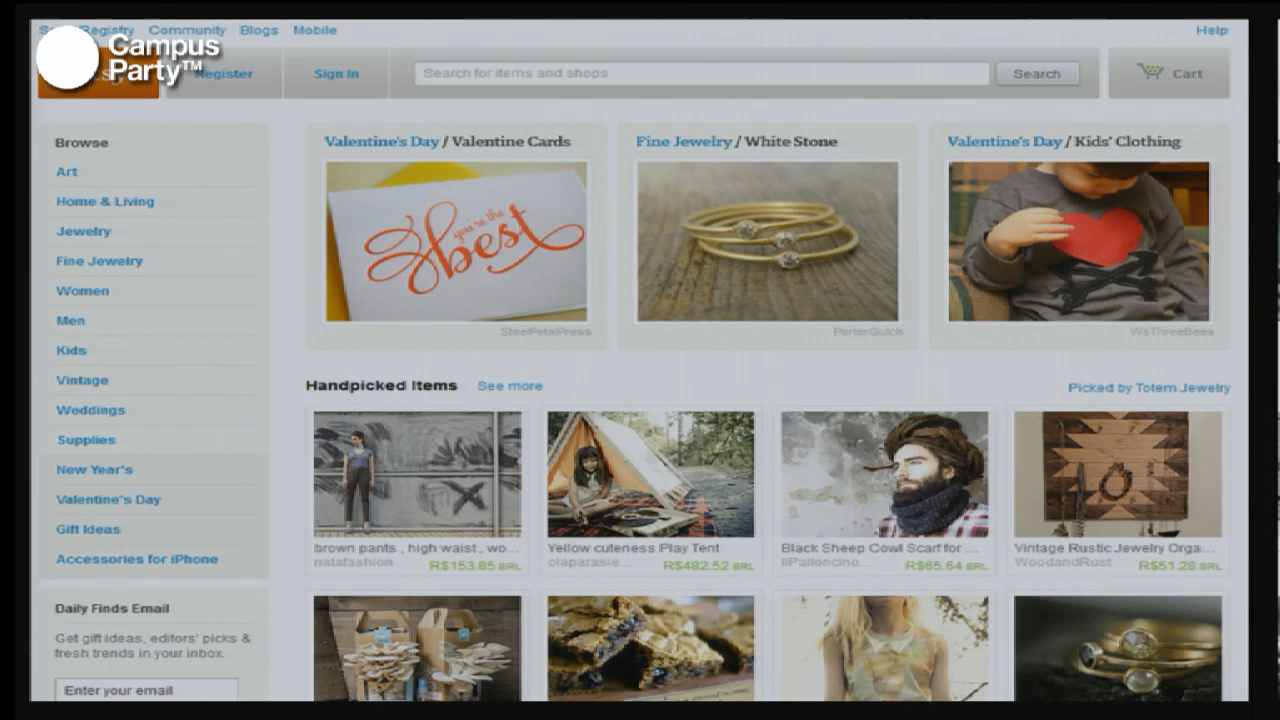 Registry Community Blogs Mobile
Help
Campus
Party™
Register
Sign In
Search for items and shops
Search
Cart
Browse
Art
Home & Living
Jewelry
Fine Jewelry
Women
Men
Kids
Vintage
Weddings
Supplies
New Year's
Valentine's Day
Gift Ideas
Accessories for iPhone
Daily Finds Email
Get gift ideas, editors' picks &
fresh trends in your inbox.
Enter your email
Valentine's Day / Valentine Cards
you're the
best
SteelPetalPress
Fine Jewelry / White Stone
PorterGulch
Valentine's Day / Kids' Clothing
WeThreeBees
Handpicked Items See more
Picked by Totem Jewelry
brown pants , high waist , wo...
natafashion R$153.85 BRL
Yellow cuteness Play Tent
olaparasie... R$482.52 BRL
Black Sheep Cowl Scarf for ...
IlPalloncino... R$65.64 BRL
Vintage Rustic Jewelry Orga...
WoodandRust R$51.28 BRL